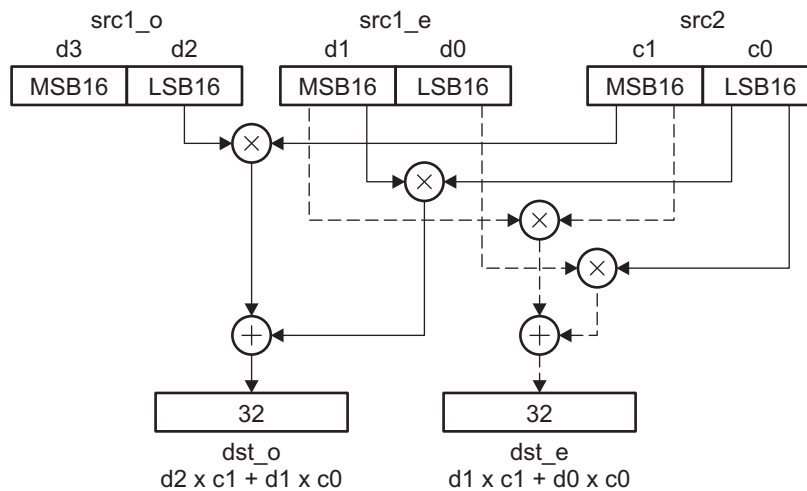 src1_o src1_e src2
d3 d2 d1 d0 c1 c0
MSB16 LSB16 MSB16 LSB16 MSB16 LSB16
×
×
×
×
+ +
32 32
dst_o dst_e
d2 x c1 + d1 x c0 d1 x c1 + d0 x c0